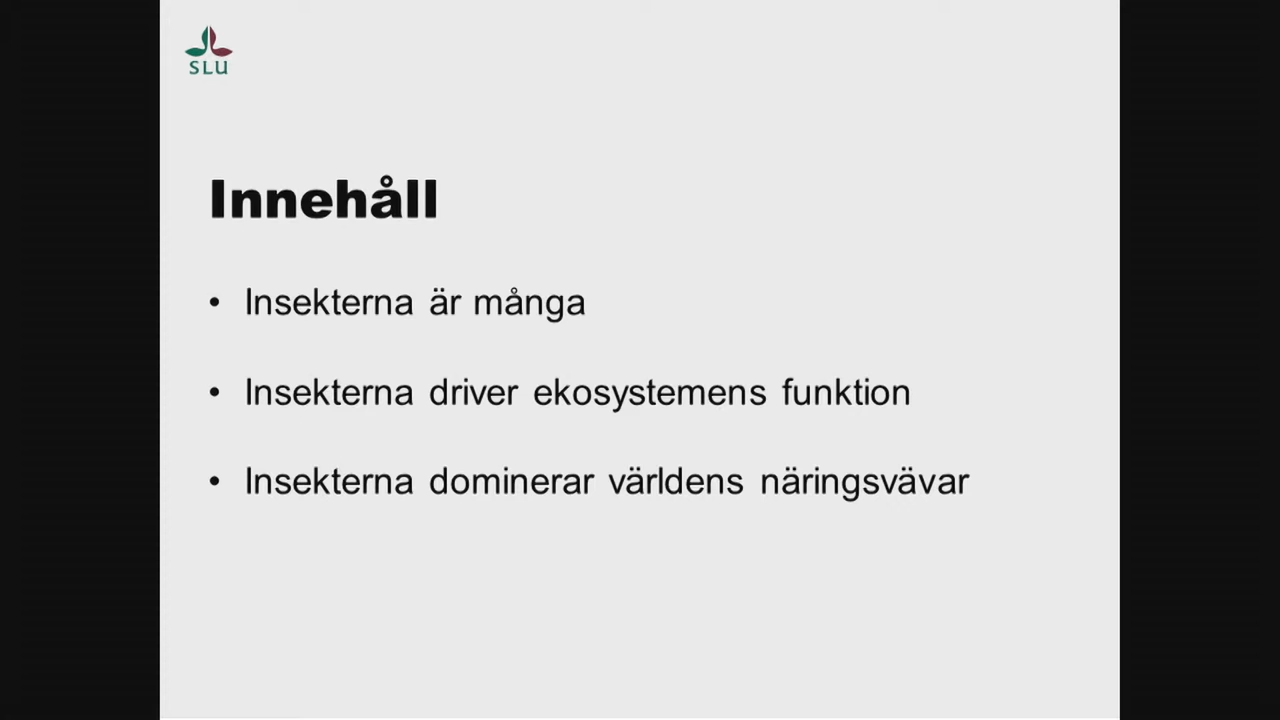 SLU
Innehåll
• Insekterna är många
• Insekterna driver ekosystemens funktion
• Insekterna dominerar världens näringsvävar